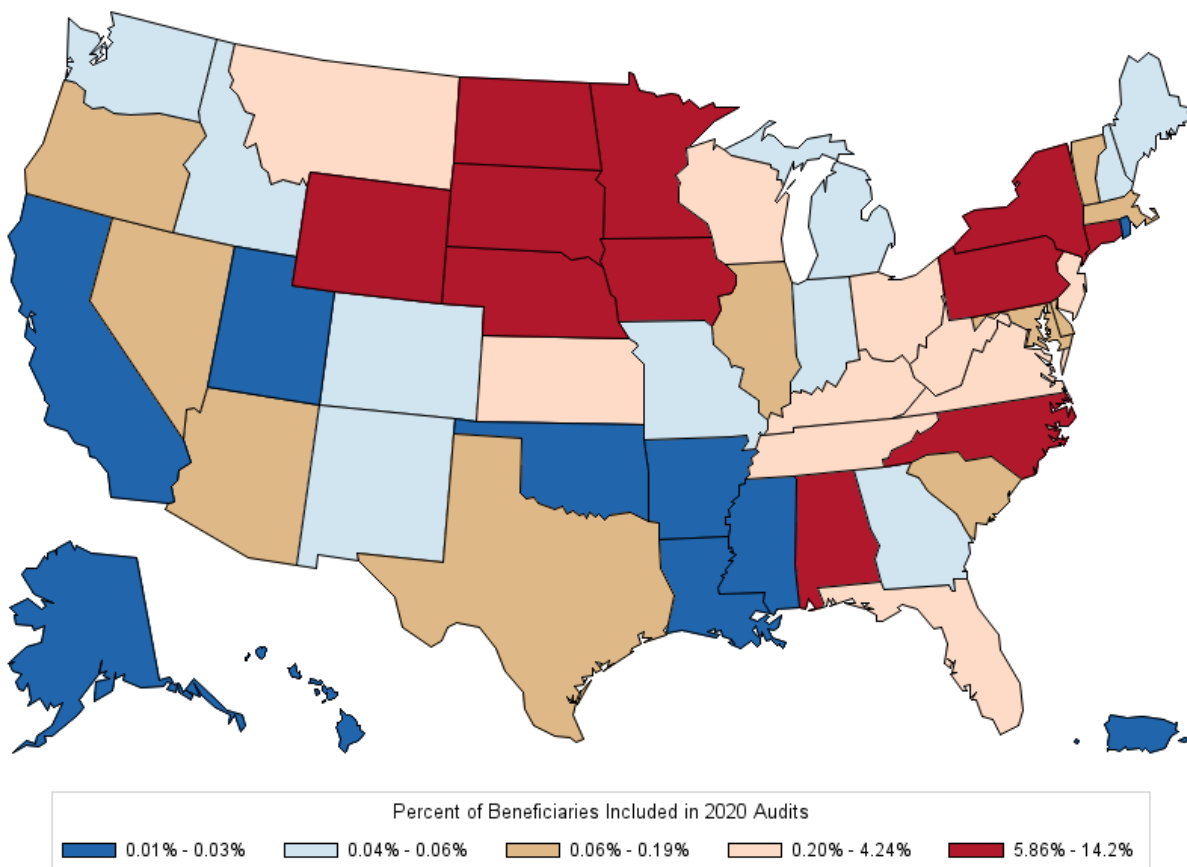 Percent of Beneficiaries Included in 2020 Audits
0.01% - 0.03% 0.04% - 0.06% 0.06% - 0.19% 0.20% - 4.24% 5.86% - 14.2%